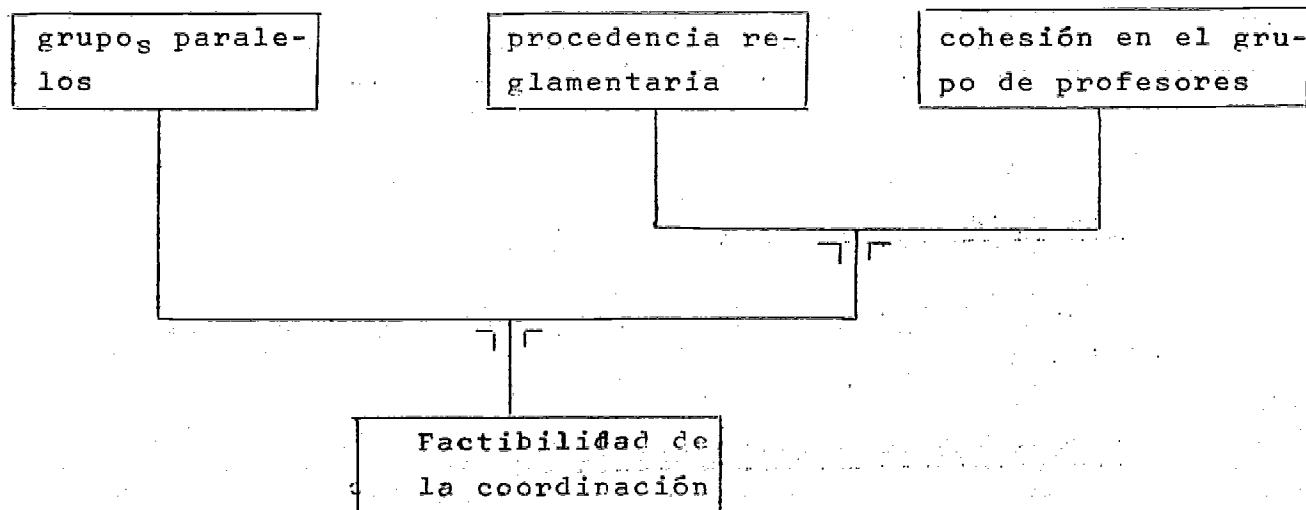 grupos parale-
los
procedencia re-
glamentaria
cohesión en el gru-
po de profesores
Factibilidad de
la coordinación